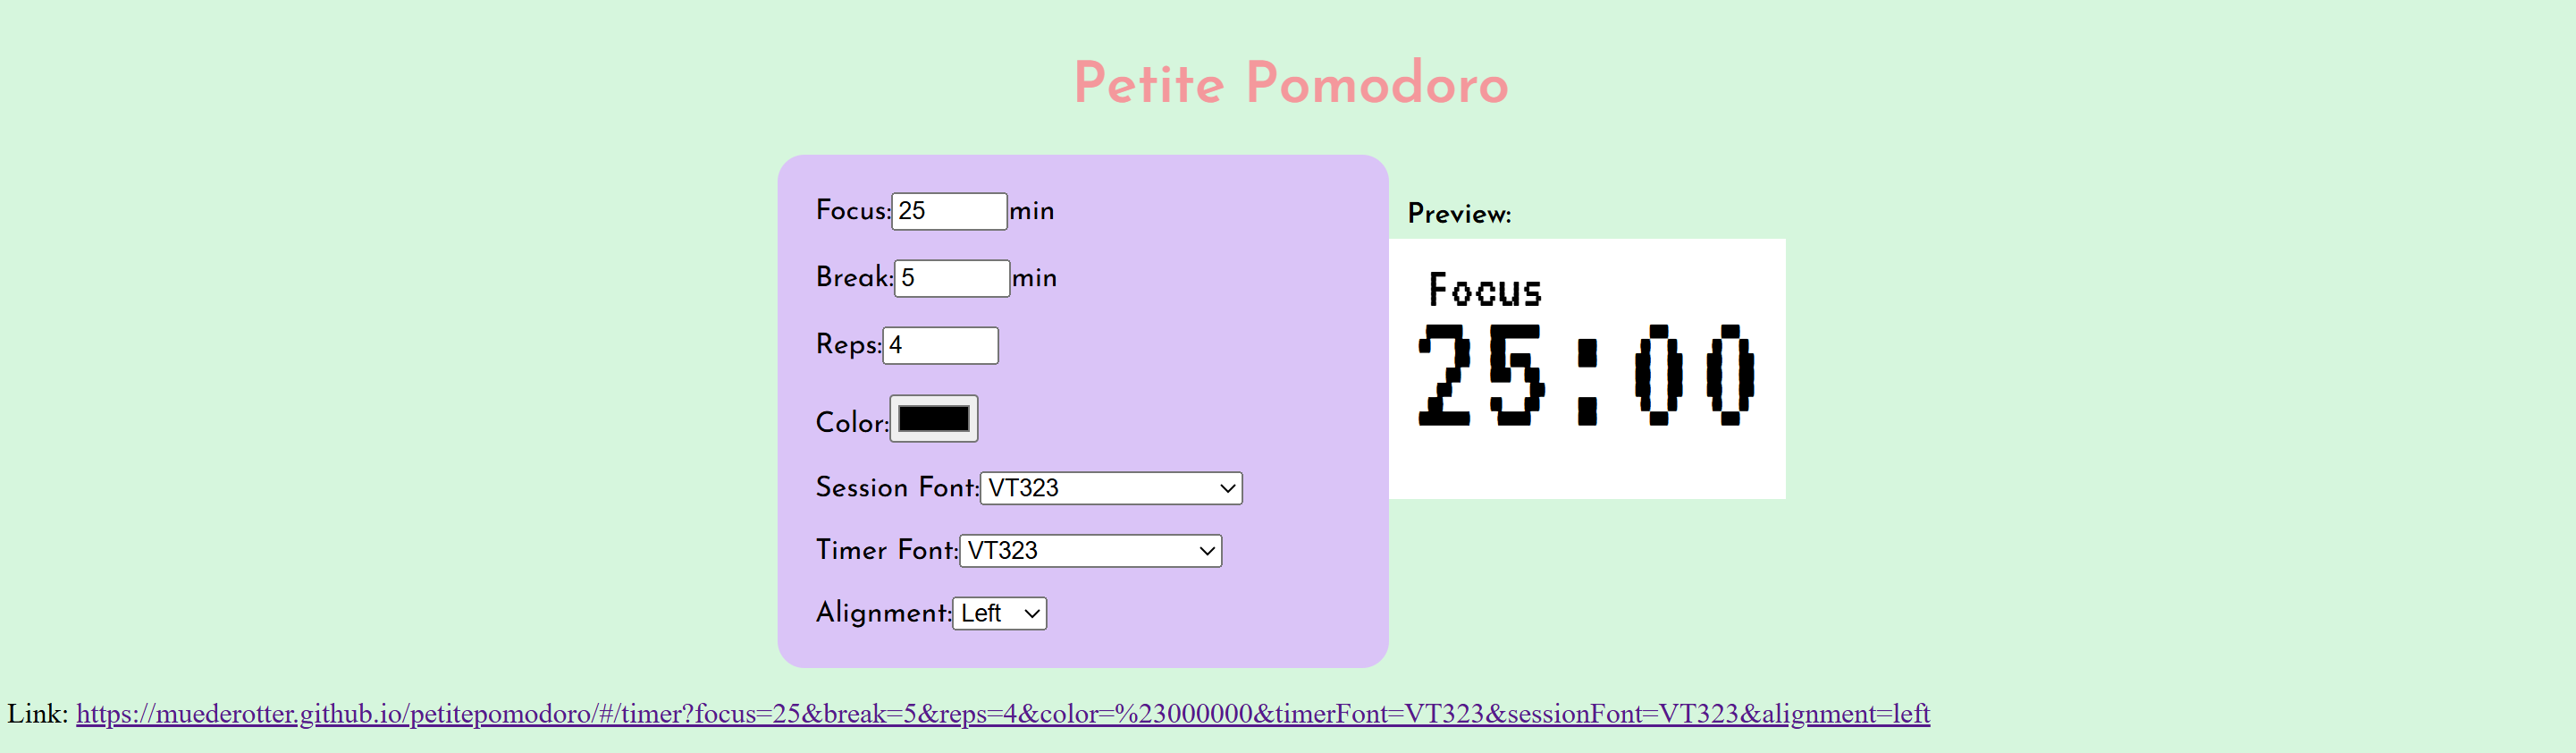 Petite Pomodoro
Focus: 25 min
Break: 5 min
Reps: 4
Color:
Session Font: VT323
Timer Font: VT323
Alignment: Left
Preview:
Focus
25:00
Link: https://muederotter.github.io/petitepomodoro/#/timer?focus=25&break=5&reps=4&color=%23000000&timerFont=VT323&sessionFont=VT323&alignment=left